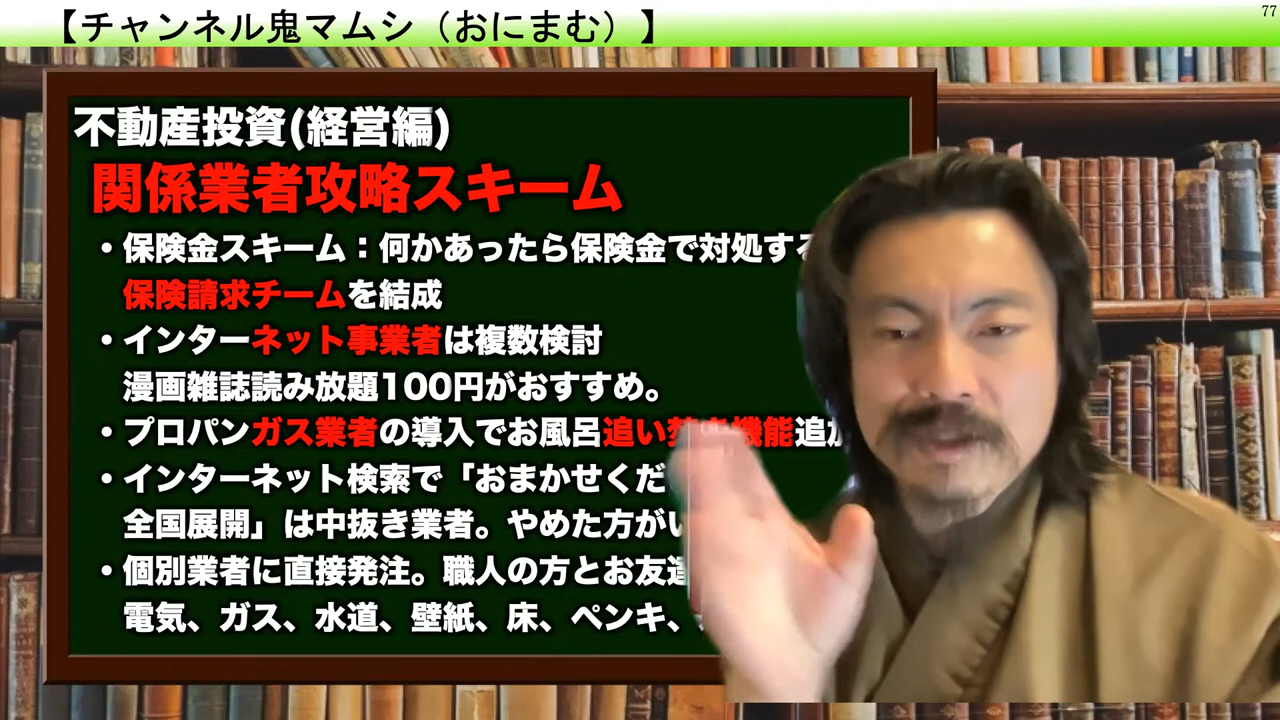 【チャンネル鬼マムシ（おにまむ）】
77
不動産投資(経営編)
関係業者攻略スキーム
・保険金スキーム：何かあったら保険金で対処する
保険請求チームを結成
・インターネット事業者は複数検討
漫画雑誌読み放題100円がおすすめ。
・プロパンガス業者の導入でお風呂追い焚き機能追加
・インターネット検索で「おまかせくだ
全国展開」は中抜き業者。やめた方がい
・個別業者に直接発注。職人の方とお友達
電気、ガス、水道、壁紙、床、ペンキ、